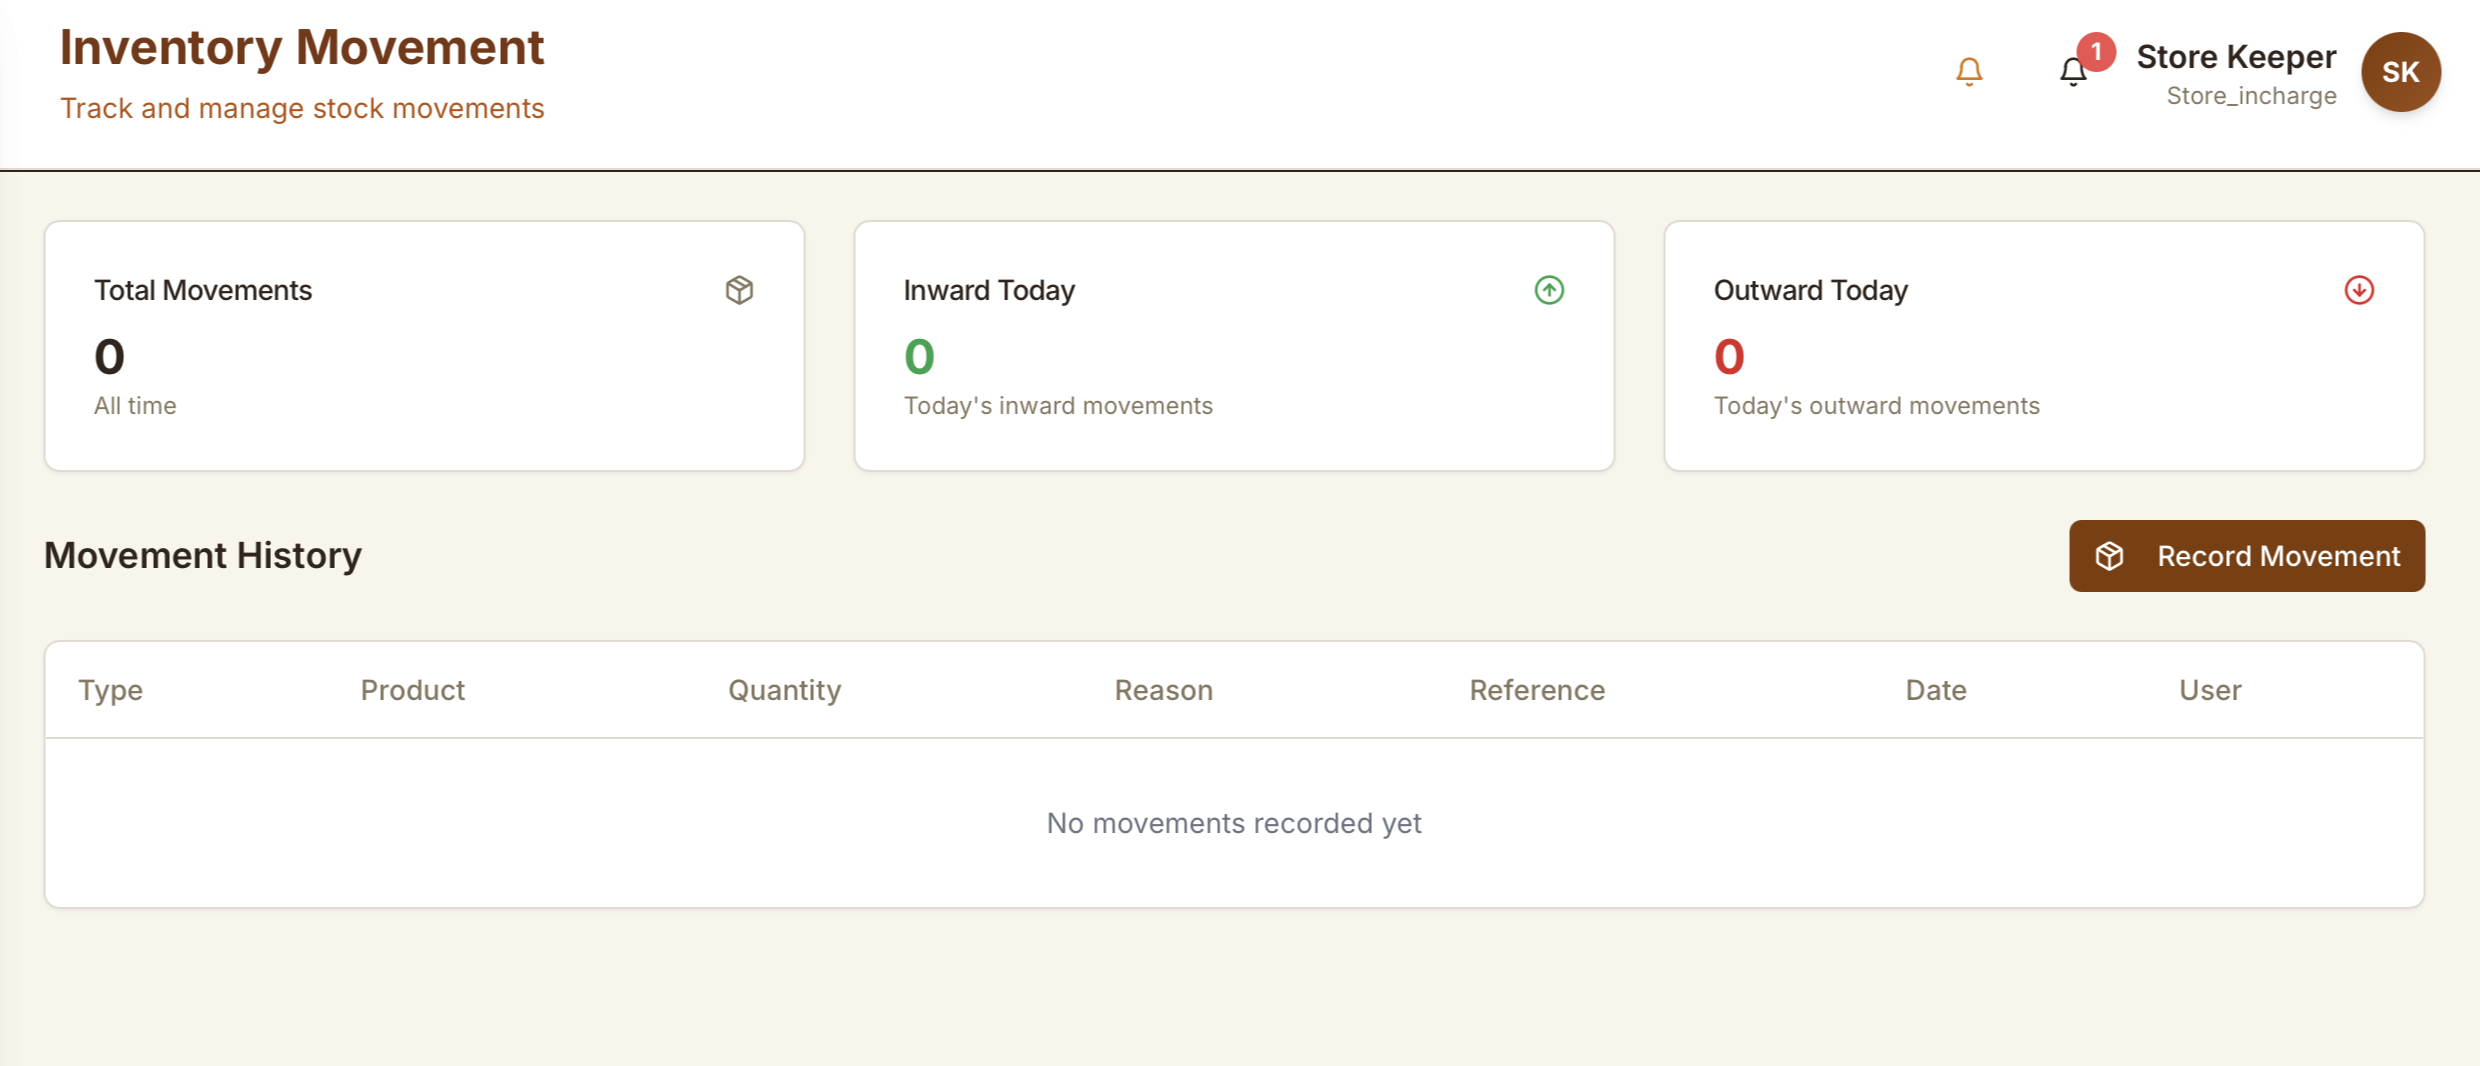 Inventory Movement
Track and manage stock movements
1
Store Keeper
Store_incharge
SK
Total Movements
0
All time
Inward Today
0
Today's inward movements
Outward Today
0
Today's outward movements
Movement History
Record Movement
Type Product Quantity Reason Reference Date User
No movements recorded yet